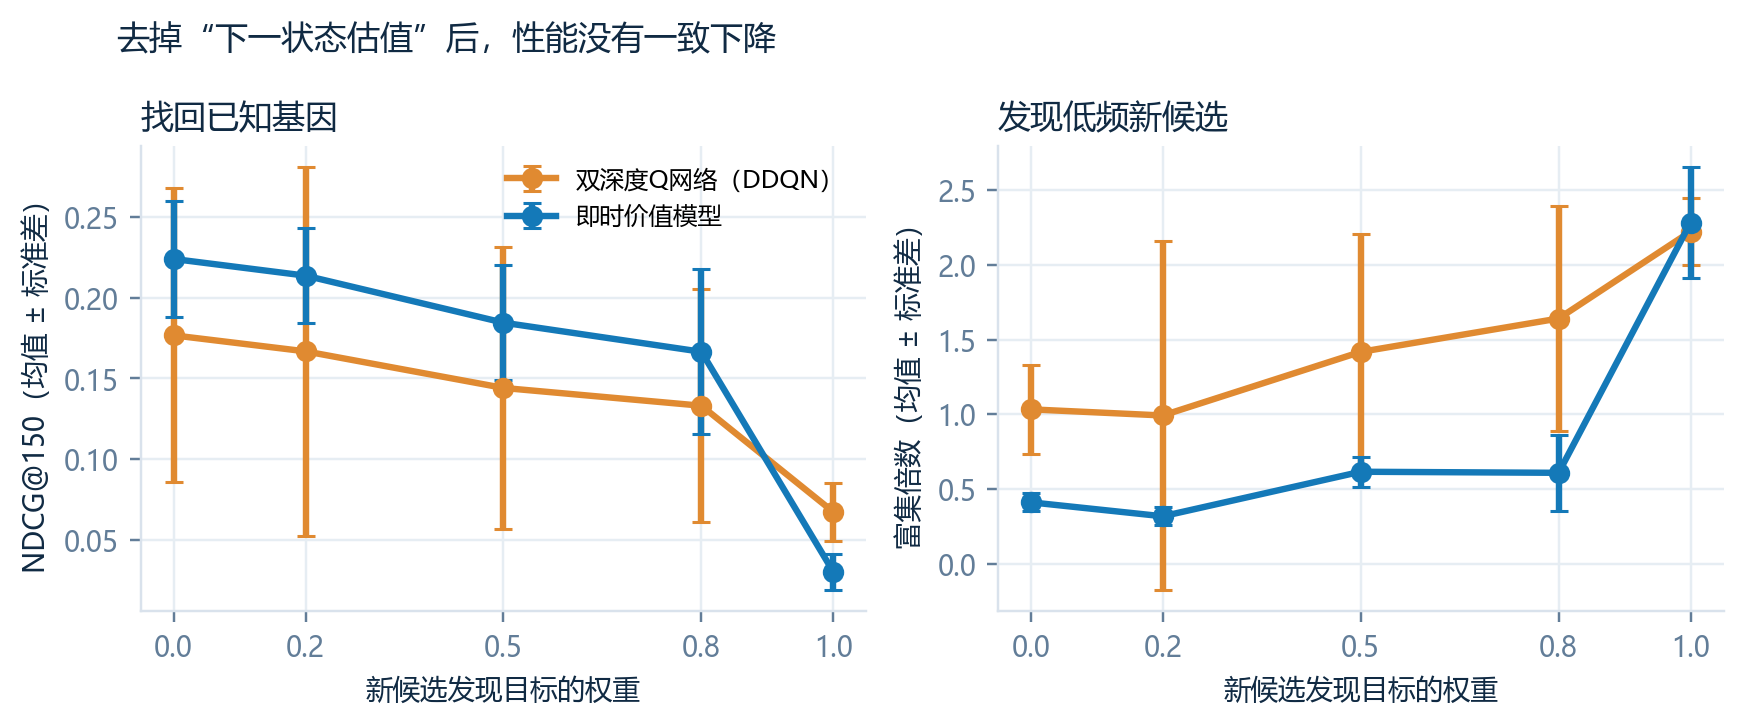 去掉“下一状态估值”后，性能没有一致下降
找回已知基因
NDCG@150（均值 ± 标准差）
0.25
0.20
0.15
0.10
0.05
双深度Q网络（DDQN）
即时价值模型
0.0 0.2 0.5 0.8 1.0
新候选发现目标的权重
发现低频新候选
富集倍数（均值 ± 标准差）
2.5
2.0
1.5
1.0
0.5
0.0
0.0 0.2 0.5 0.8 1.0
新候选发现目标的权重